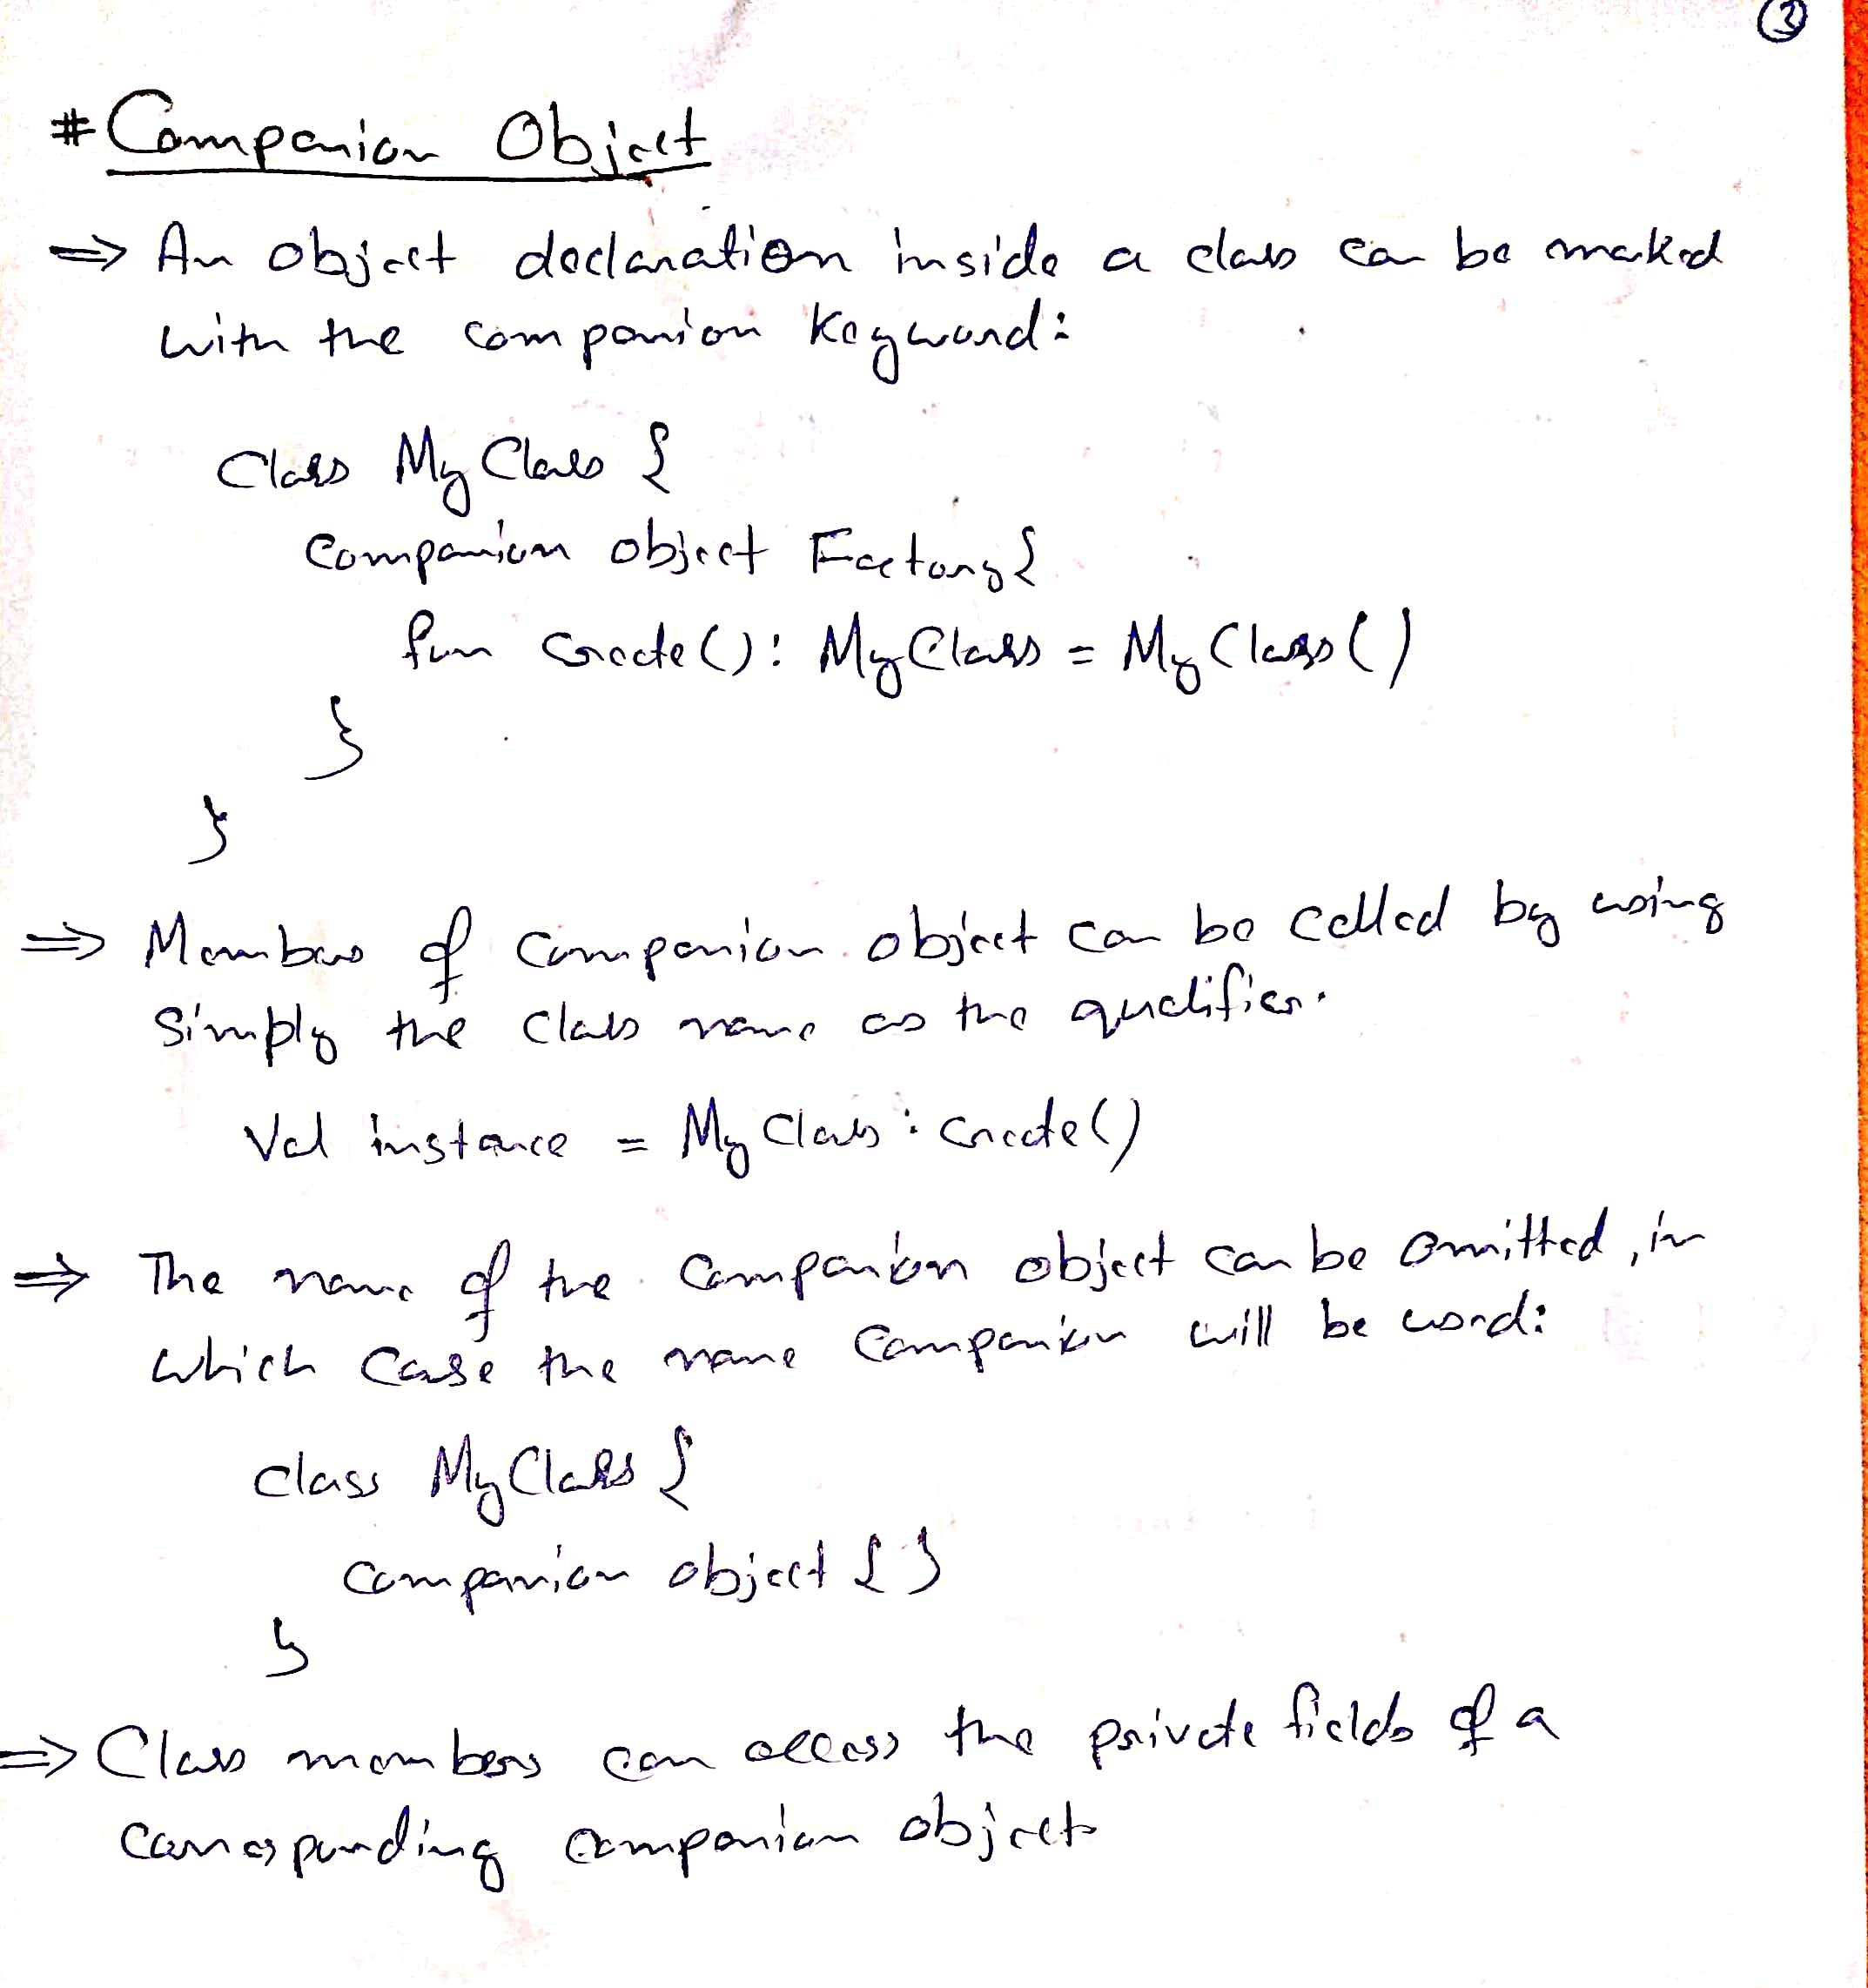 3
# Companion Object
⇒ An object declaration inside a class can be marked
with the companion keyword:
Class MyClass {
Companion object Factory {
fun create(): MyClass = MyClass()
}
}
⇒ Members of Companion object can be called by using
Simply the class name as the qualifier.
Val instance = MyClass : create()
⇒ The name of the Companion object can be omitted, in
which case the name Companion will be used:
class MyClass {
companion object { }
}
⇒ Class members can access the private fields of a
corresponding companion object